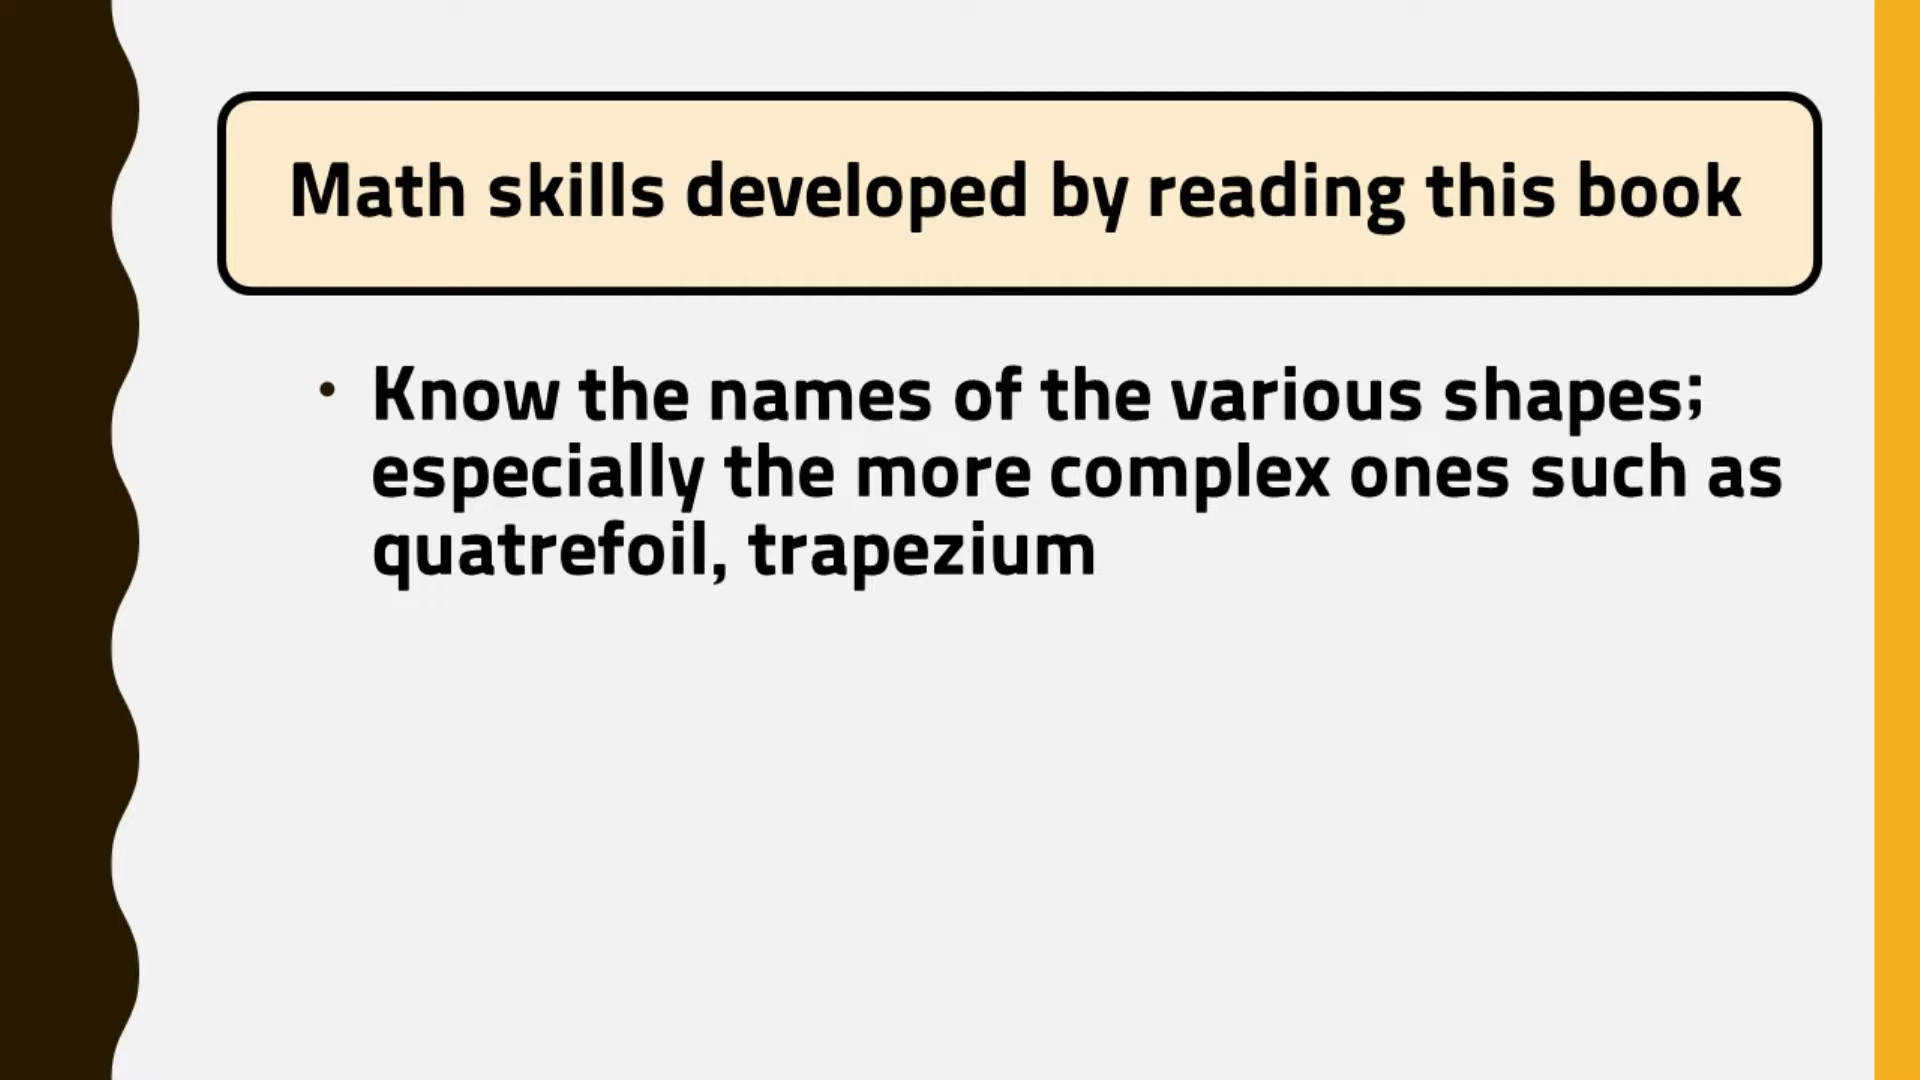 Math skills developed by reading this book
• Know the names of the various shapes;
especially the more complex ones such as
quatrefoil, trapezium